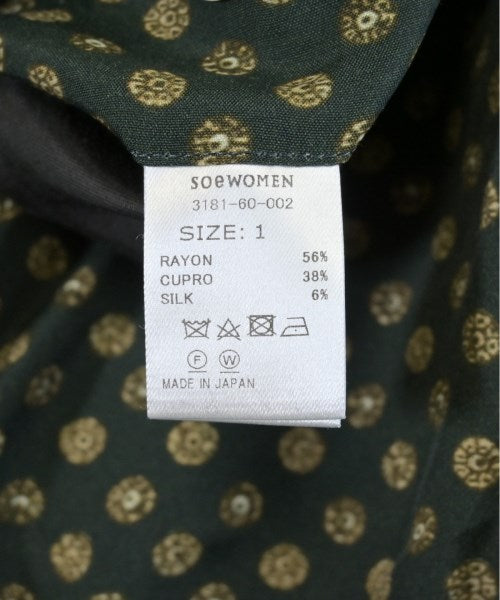 soeWOMEN
3181-60-002
SIZE: 1
RAYON 56%
CUPRO 38%
SILK 6%
F W
MADE IN JAPAN